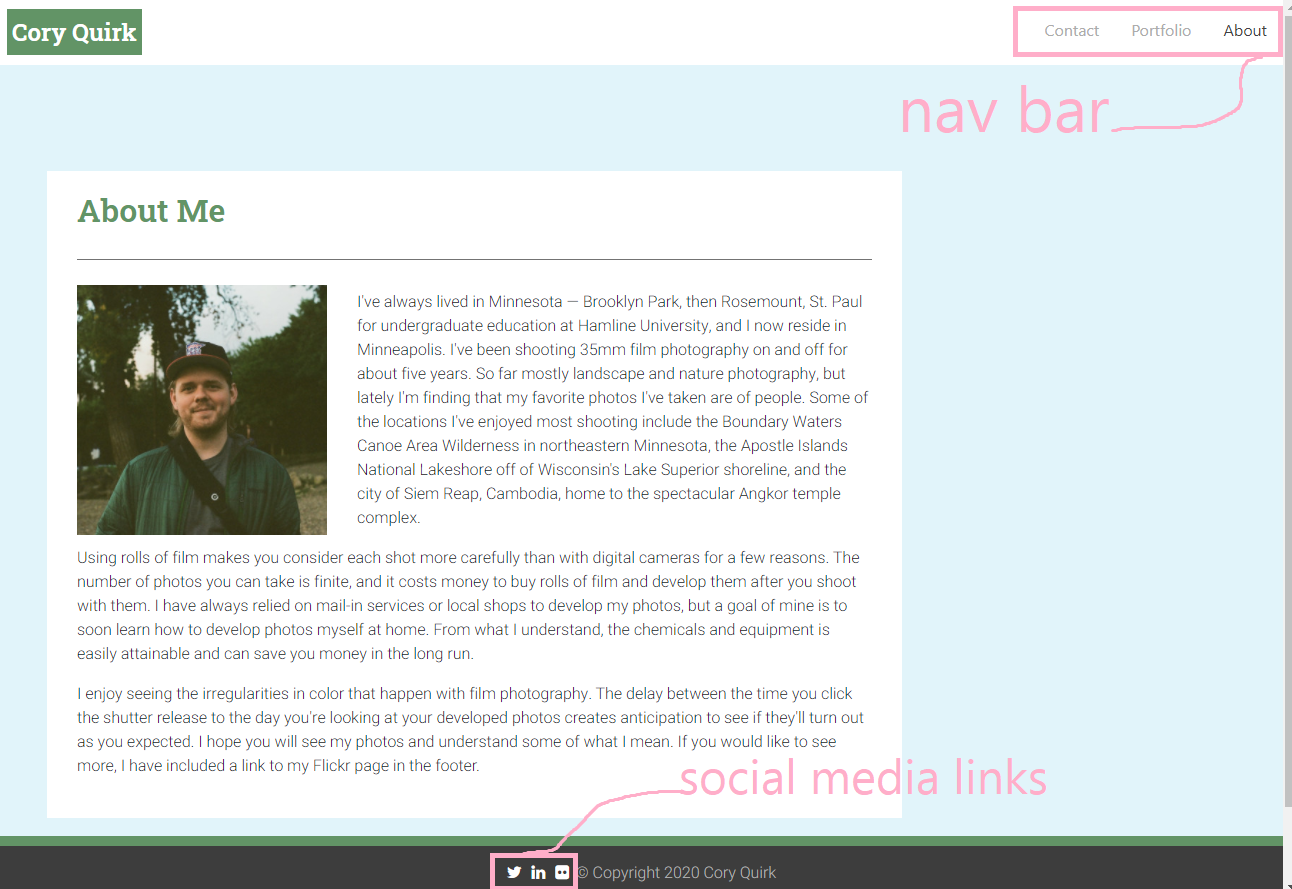 Cory Quirk
Contact Portfolio About
nav bar
About Me
I've always lived in Minnesota — Brooklyn Park, then Rosemount, St. Paul
for undergraduate education at Hamline University, and I now reside in
Minneapolis. I've been shooting 35mm film photography on and off for
about five years. So far mostly landscape and nature photography, but
lately I'm finding that my favorite photos I've taken are of people. Some of
the locations I've enjoyed most shooting include the Boundary Waters
Canoe Area Wilderness in northeastern Minnesota, the Apostle Islands
National Lakeshore off of Wisconsin's Lake Superior shoreline, and the
city of Siem Reap, Cambodia, home to the spectacular Angkor temple
complex.
Using rolls of film makes you consider each shot more carefully than with digital cameras for a few reasons. The
number of photos you can take is finite, and it costs money to buy rolls of film and develop them after you shoot
with them. I have always relied on mail-in services or local shops to develop my photos, but a goal of mine is to
soon learn how to develop photos myself at home. From what I understand, the chemicals and equipment is
easily attainable and can save you money in the long run.
I enjoy seeing the irregularities in color that happen with film photography. The delay between the time you click
the shutter release to the day you're looking at your developed photos creates anticipation to see if they'll turn out
as you expected. I hope you will see my photos and understand some of what I mean. If you would like to see
more, I have included a link to my Flickr page in the footer.
social media links
© Copyright 2020 Cory Quirk